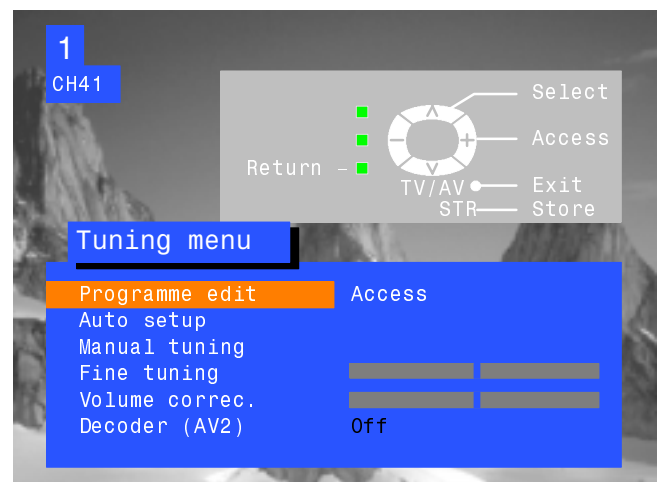 1
CH41
Select
Access
Return –
TV/AV Exit
STR Store
Tuning menu
Programme edit Access
Auto setup
Manual tuning
Fine tuning
Volume correc.
Decoder (AV2) Off